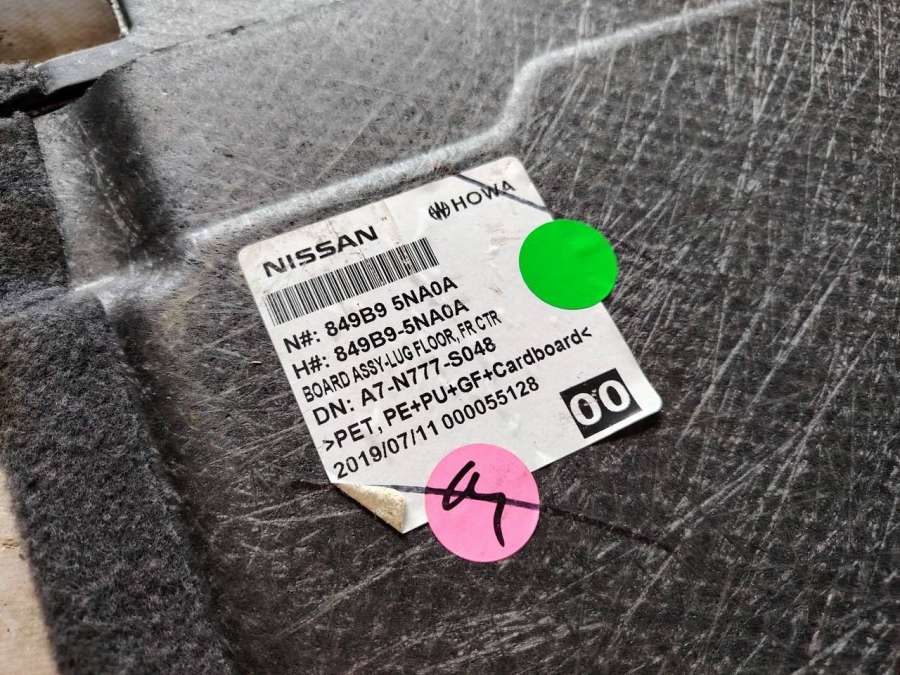 NISSAN
HOWA
N#: 849B9 5NA0A
H#: 849B9-5NA0A
BOARD ASSY-LUG FLOOR, FR CTR
DN: A7-N777-S048
>PET, PE+PU+GF+Cardboard<
2019/07/11 000055128
00